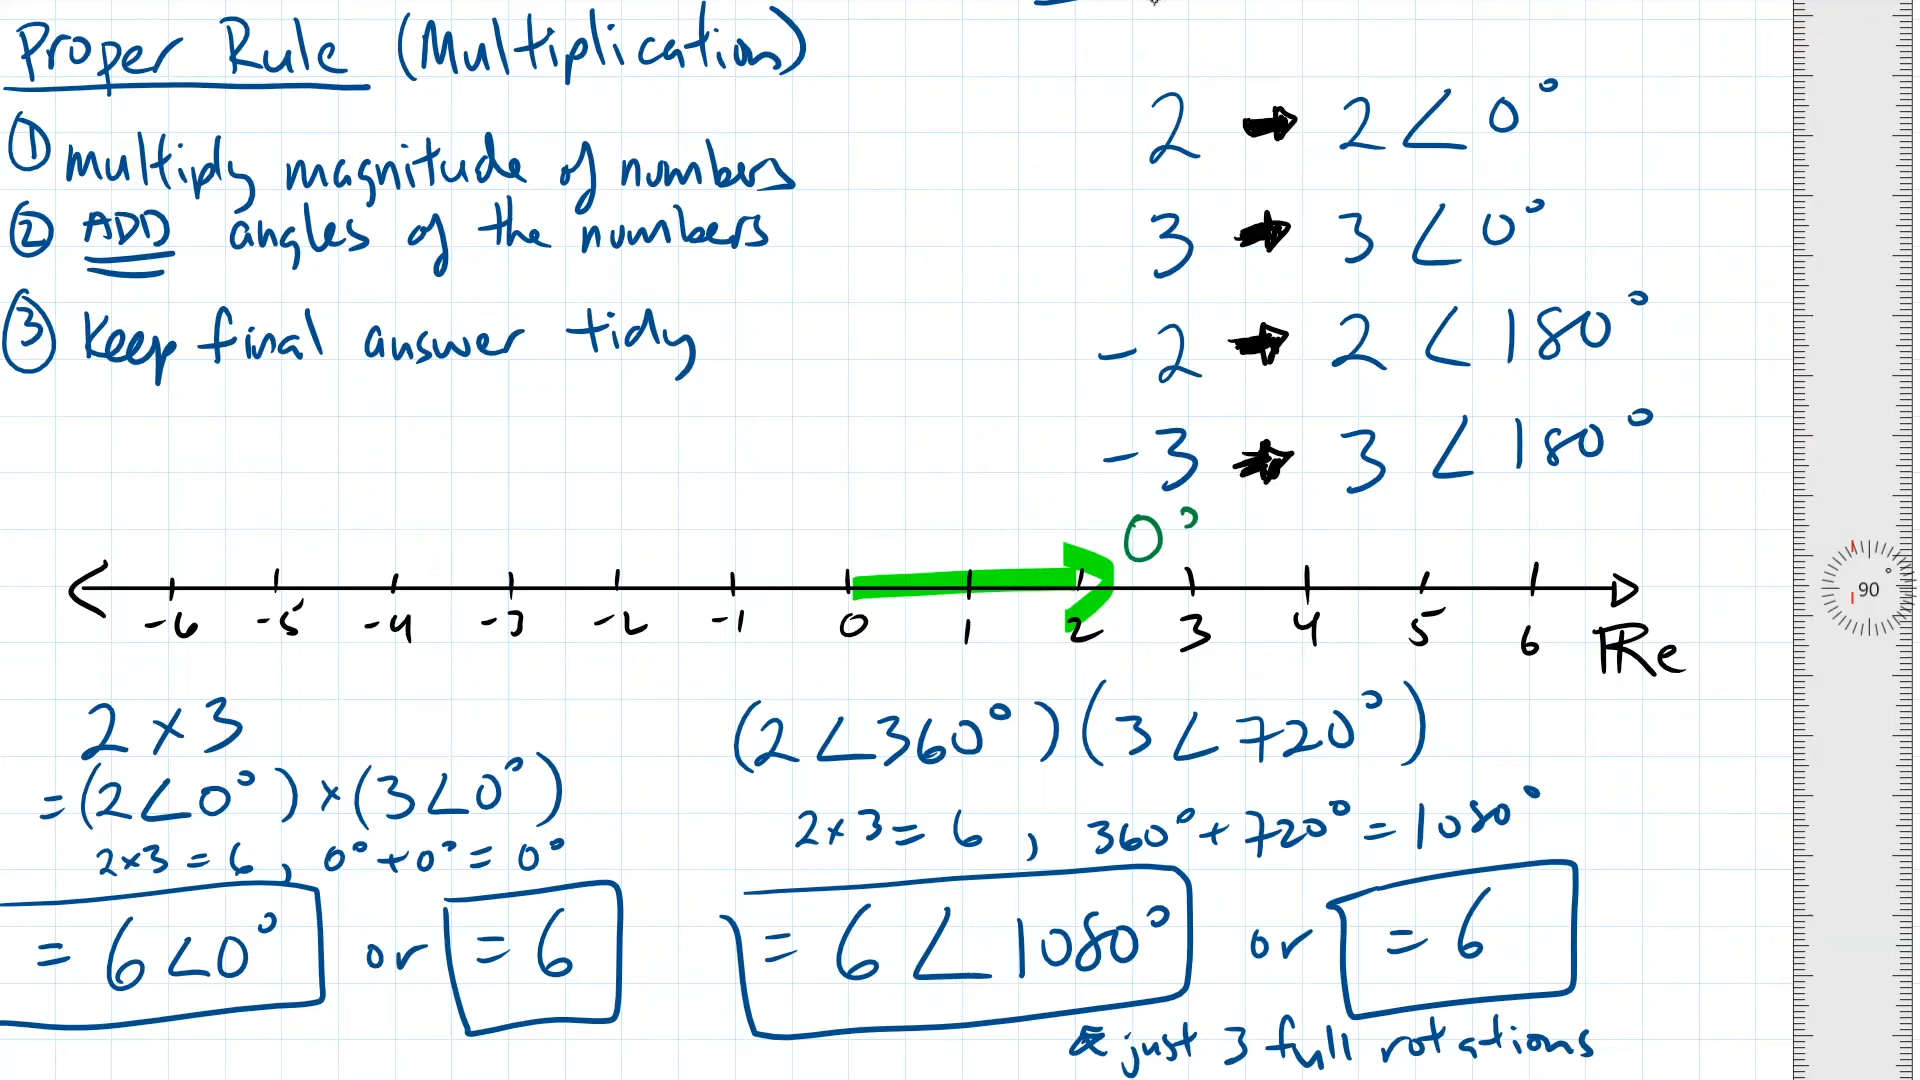 Proper Rule (Multiplication)
① multiply magnitude of numbers
② ADD angles of the numbers
③ Keep final answer tidy
2 → 2∠0°
3 → 3∠0°
-2 → 2∠180°
-3 → 3∠180°
0°
-6 -5 -4 -3 -2 -1 0 1 2 3 4 5 6 Re
90°
2×3
=(2∠0°)×(3∠0°)
2×3=6, 0°+0°=0°
=6∠0° or =6
(2∠360°)(3∠720°)
2×3=6, 360°+720°=1080°
=6∠1080° or =6
just 3 full rotations